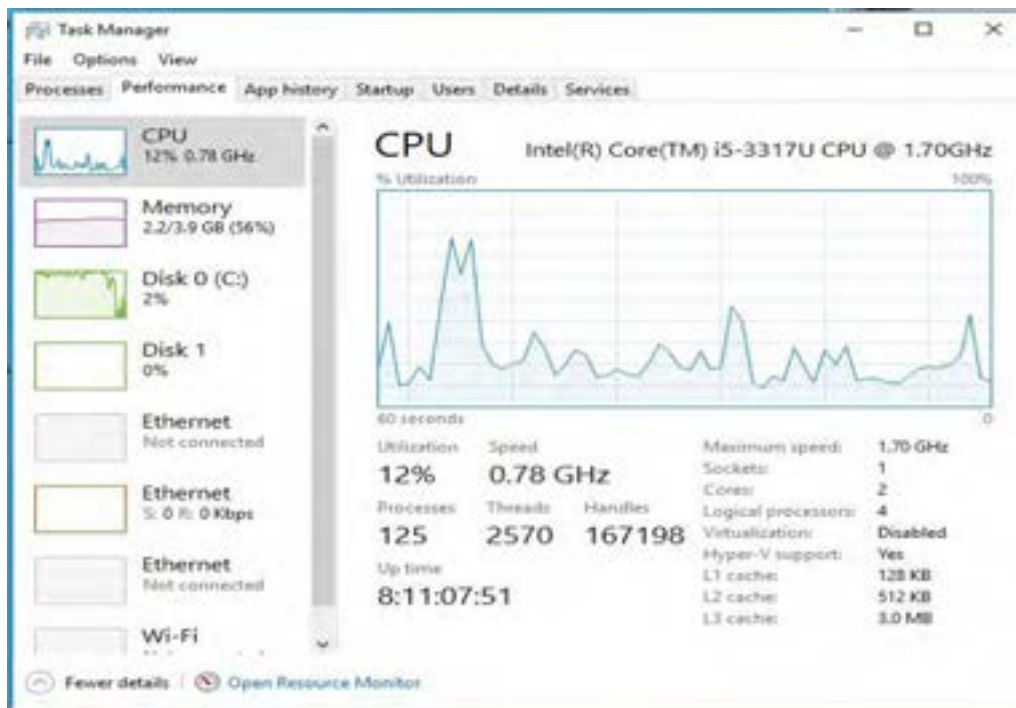 Task Manager
File Options View
Processes Performance App history Startup Users Details Services
CPU
12% 0.78 GHz
Memory
2.2/3.9 GB (56%)
Disk 0 (C:)
2%
Disk 1
0%
Ethernet
Not connected
Ethernet
S: 0 R: 0 Kbps
Ethernet
Not connected
Wi-Fi
CPU Intel(R) Core(TM) i5-3317U CPU @ 1.70GHz
% Utilization 100%
60 seconds 0
Utilization Speed
12% 0.78 GHz
Processes Threads Handles
125 2570 167198
Up time
8:11:07:51
Maximum speed: 1.70 GHz
Sockets: 1
Cores: 2
Logical processors: 4
Virtualization: Disabled
Hyper-V support: Yes
L1 cache: 128 KB
L2 cache: 512 KB
L3 cache: 3.0 MB
Fewer details Open Resource Monitor